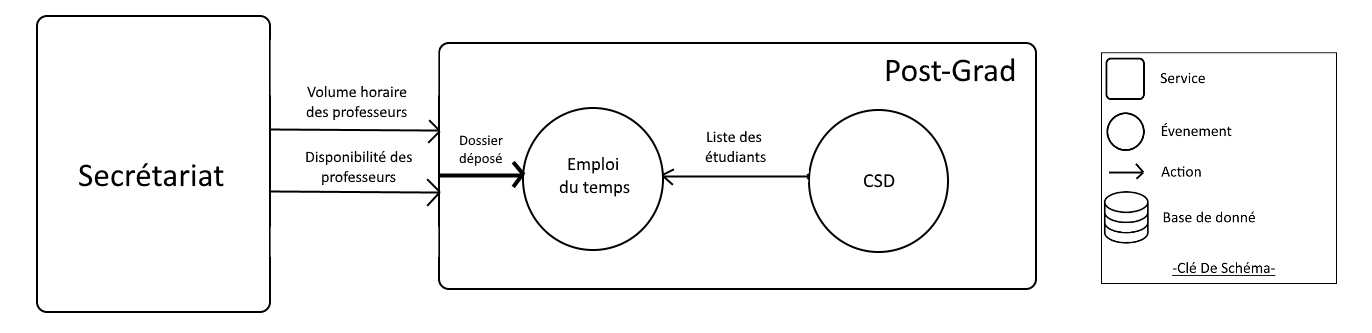 Secrétariat
Volume horaire
des professeurs
Disponibilité des
professeurs
Post-Grad
Dossier
déposé
Emploi
du temps
Liste des
étudiants
CSD
Service
Évenement
Action
Base de donné
-Clé De Schéma-